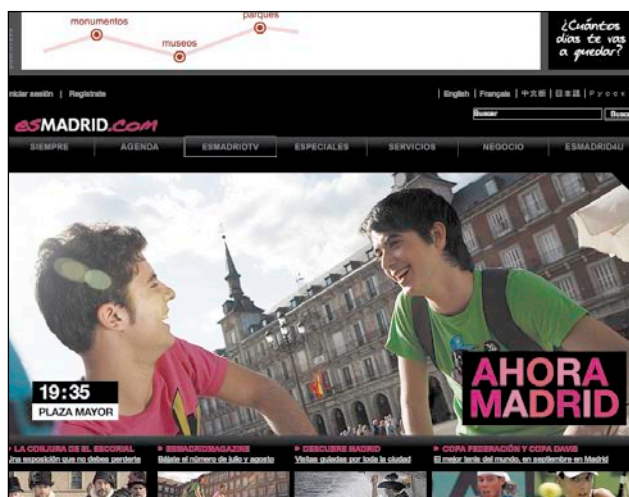 monumentos
museos
parques
¿Cuántos
días te vas
a quedar?
Iniciar sesión | Regístrate
| English | Français | 中文版 | 日本語 | Русск
esMADRID.com
Buscar
SIEMPRE
AGENDA
ESMADRIDTV
ESPECIALES
SERVICIOS
NEGOCIO
ESMADRID4U
19:35
PLAZA MAYOR
AHORA
MADRID
LA CONJURA DE EL ESCORIAL
Una exposición que no debes perderte
ESMADRIDMAGAZINE
Bájate el número de julio y agosto
DESCUBRE MADRID
Visitas guiadas por toda la ciudad
COPA FEDERACIÓN Y COPA DAVIS
El mejor tenis del mundo, en septiembre en Madrid